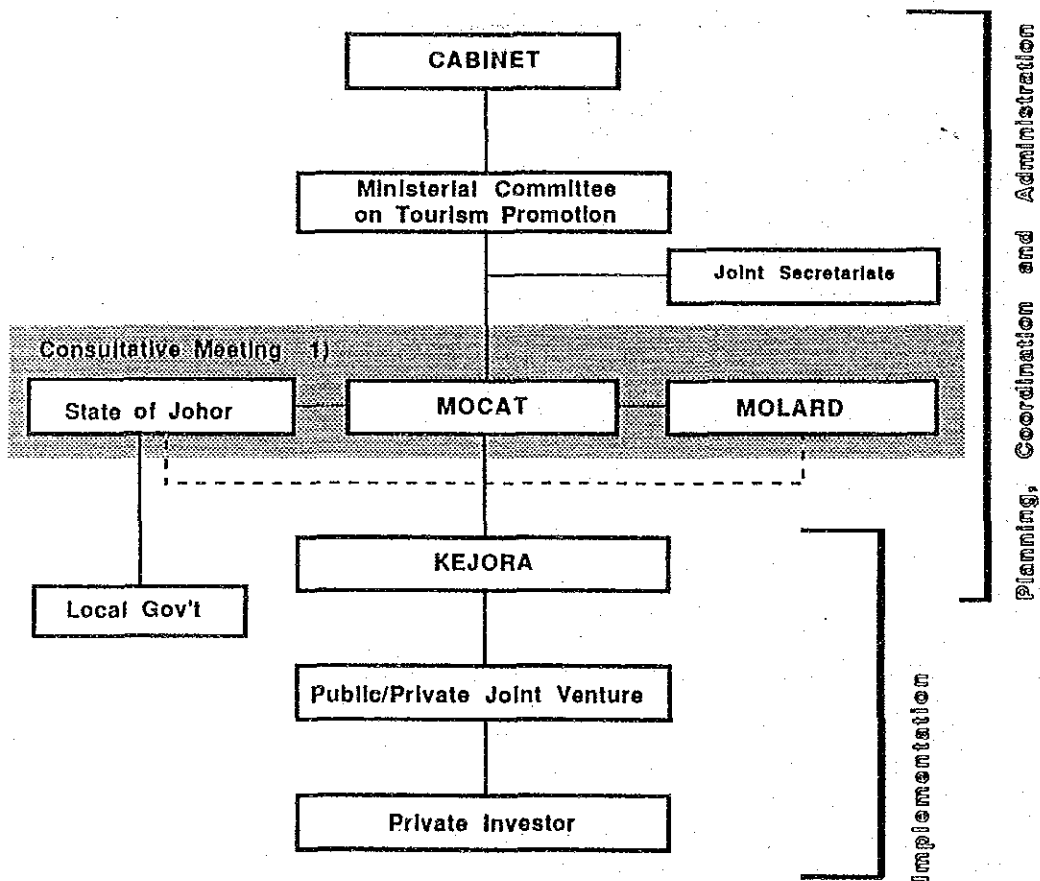 CABINET
Ministerial Committee
on Tourism Promotion
Joint Secretariate
Consultative Meeting 1)
State of Johor
MOCAT
MOLARD
KEJORA
Local Gov't
Public/Private Joint Venture
Private Investor
Planning, Coordination and Administration
Implementation